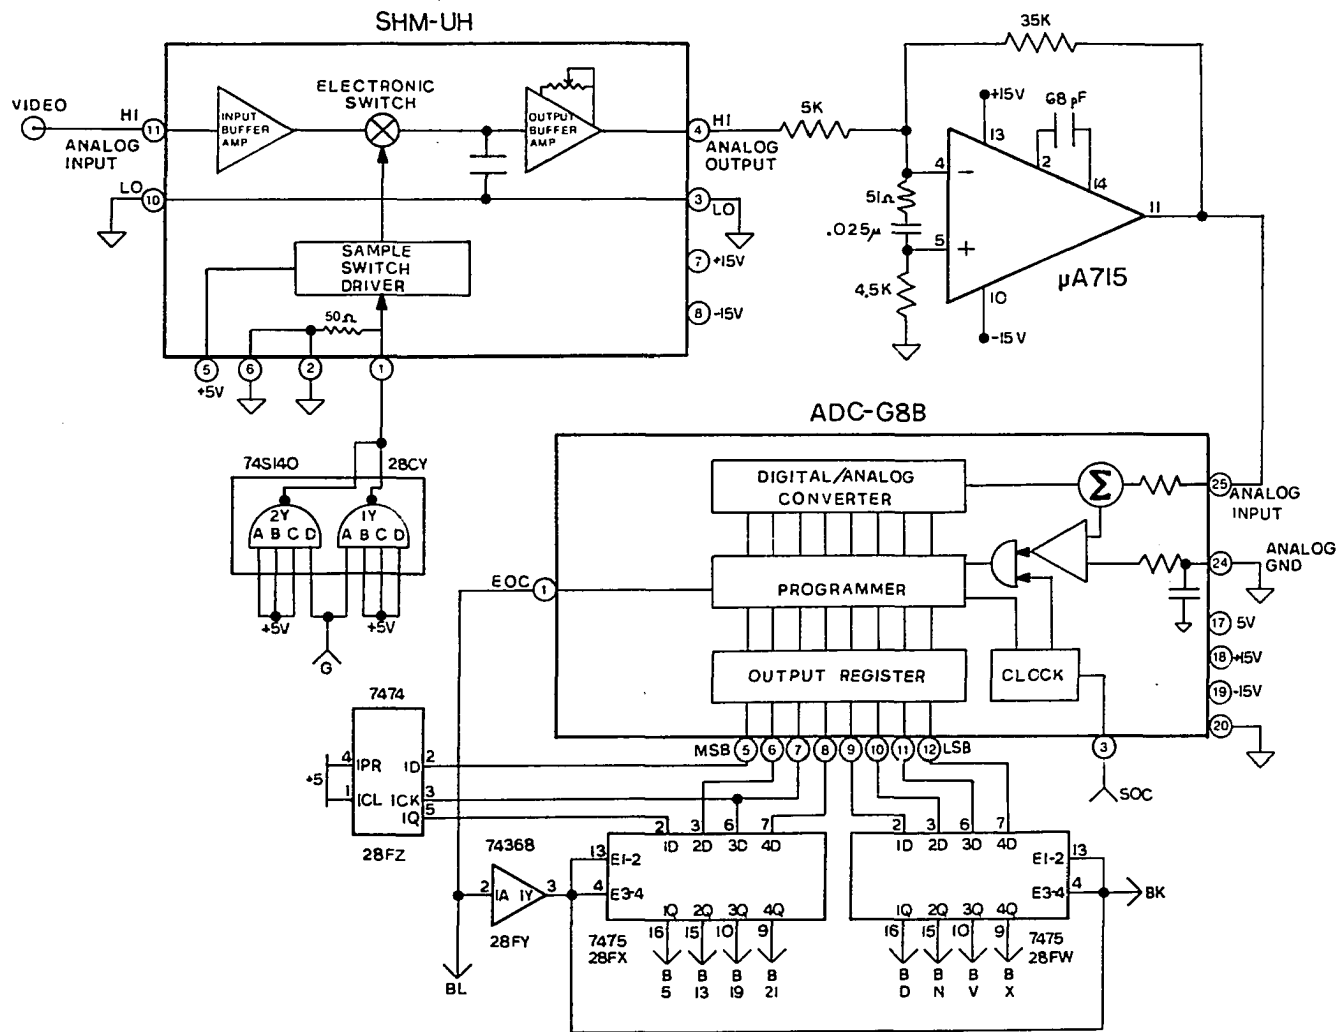 SHM-UH
VIDEO
HI
11
ANALOG
INPUT
INPUT
BUFFER
AMP
ELECTRONIC
SWITCH
OUTPUT
BUFFER
AMP
4
HI
ANALOG
OUTPUT
LO
10
3
LO
SAMPLE
SWITCH
DRIVER
7
+15V
8
-15V
50Ω
5
+5V
6
2
1
35K
5K
+15V
13
68 pF
2
14
4
-
51Ω
.025μ
5
+
4.5K
10
-15 V
11
μA715
74S140
28CY
2Y
A B C D
1Y
A B C D
+5V
+5V
G
ADC-G8B
DIGITAL/ANALOG
CONVERTER
Σ
25
ANALOG
INPUT
EOC
1
PROGRAMMER
24
ANALOG
GND
17
5V
18
+15V
19
-15V
20
OUTPUT REGISTER
CLOCK
MSB
5
6
7
8
9
10
11
12
LSB
3
SOC
7474
+5
4
1PR
1D
2
1
1CL
1CK
3
1Q
5
28FZ
74368
2
1A
1Y
3
28FY
BL
2
3
6
7
1D
2D
3D
4D
13
E1-2
4
E3-4
1Q
2Q
3Q
4Q
16
15
10
9
7475
28FX
B
5
B
13
B
19
B
21
2
3
6
7
1D
2D
3D
4D
E1-2
13
E3-4
4
BK
1Q
2Q
3Q
4Q
16
15
10
9
7475
28FW
B
D
B
N
B
V
B
X